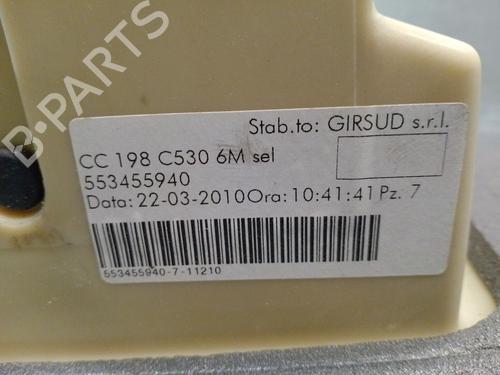 B-PARTS
Stab.to: GIRSUD s.r.l.
CC 198 C530 6M sel
553455940
Data: 22-03-2010Ora: 10:41:41 Pz. 7
553455940-7-11210